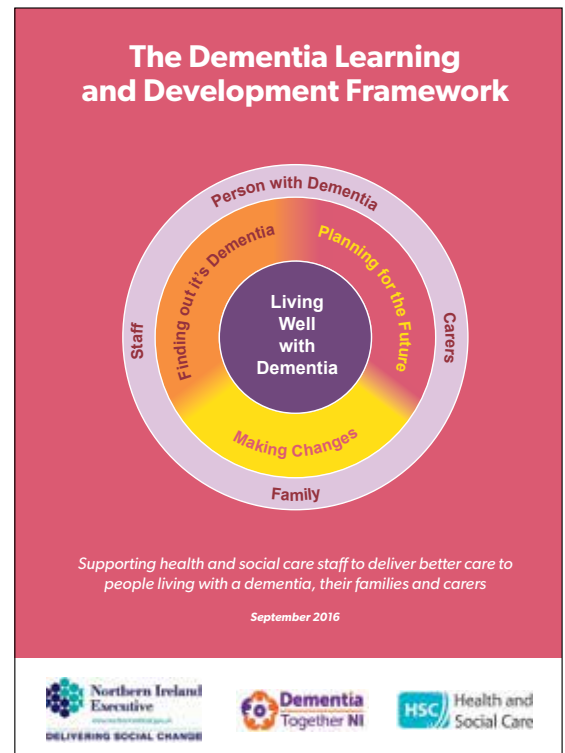 The Dementia Learning
and Development Framework
Person with Dementia
Finding out it's Dementia
Planning for the Future
Staff
Living
Well
with
Dementia
Carers
Making Changes
Family
Supporting health and social care staff to deliver better care to
people living with a dementia, their families and carers
September 2016
Northern Ireland
Executive
DELIVERING SOCIAL CHANGE
Dementia
Together NI
HSC
Health and
Social Care